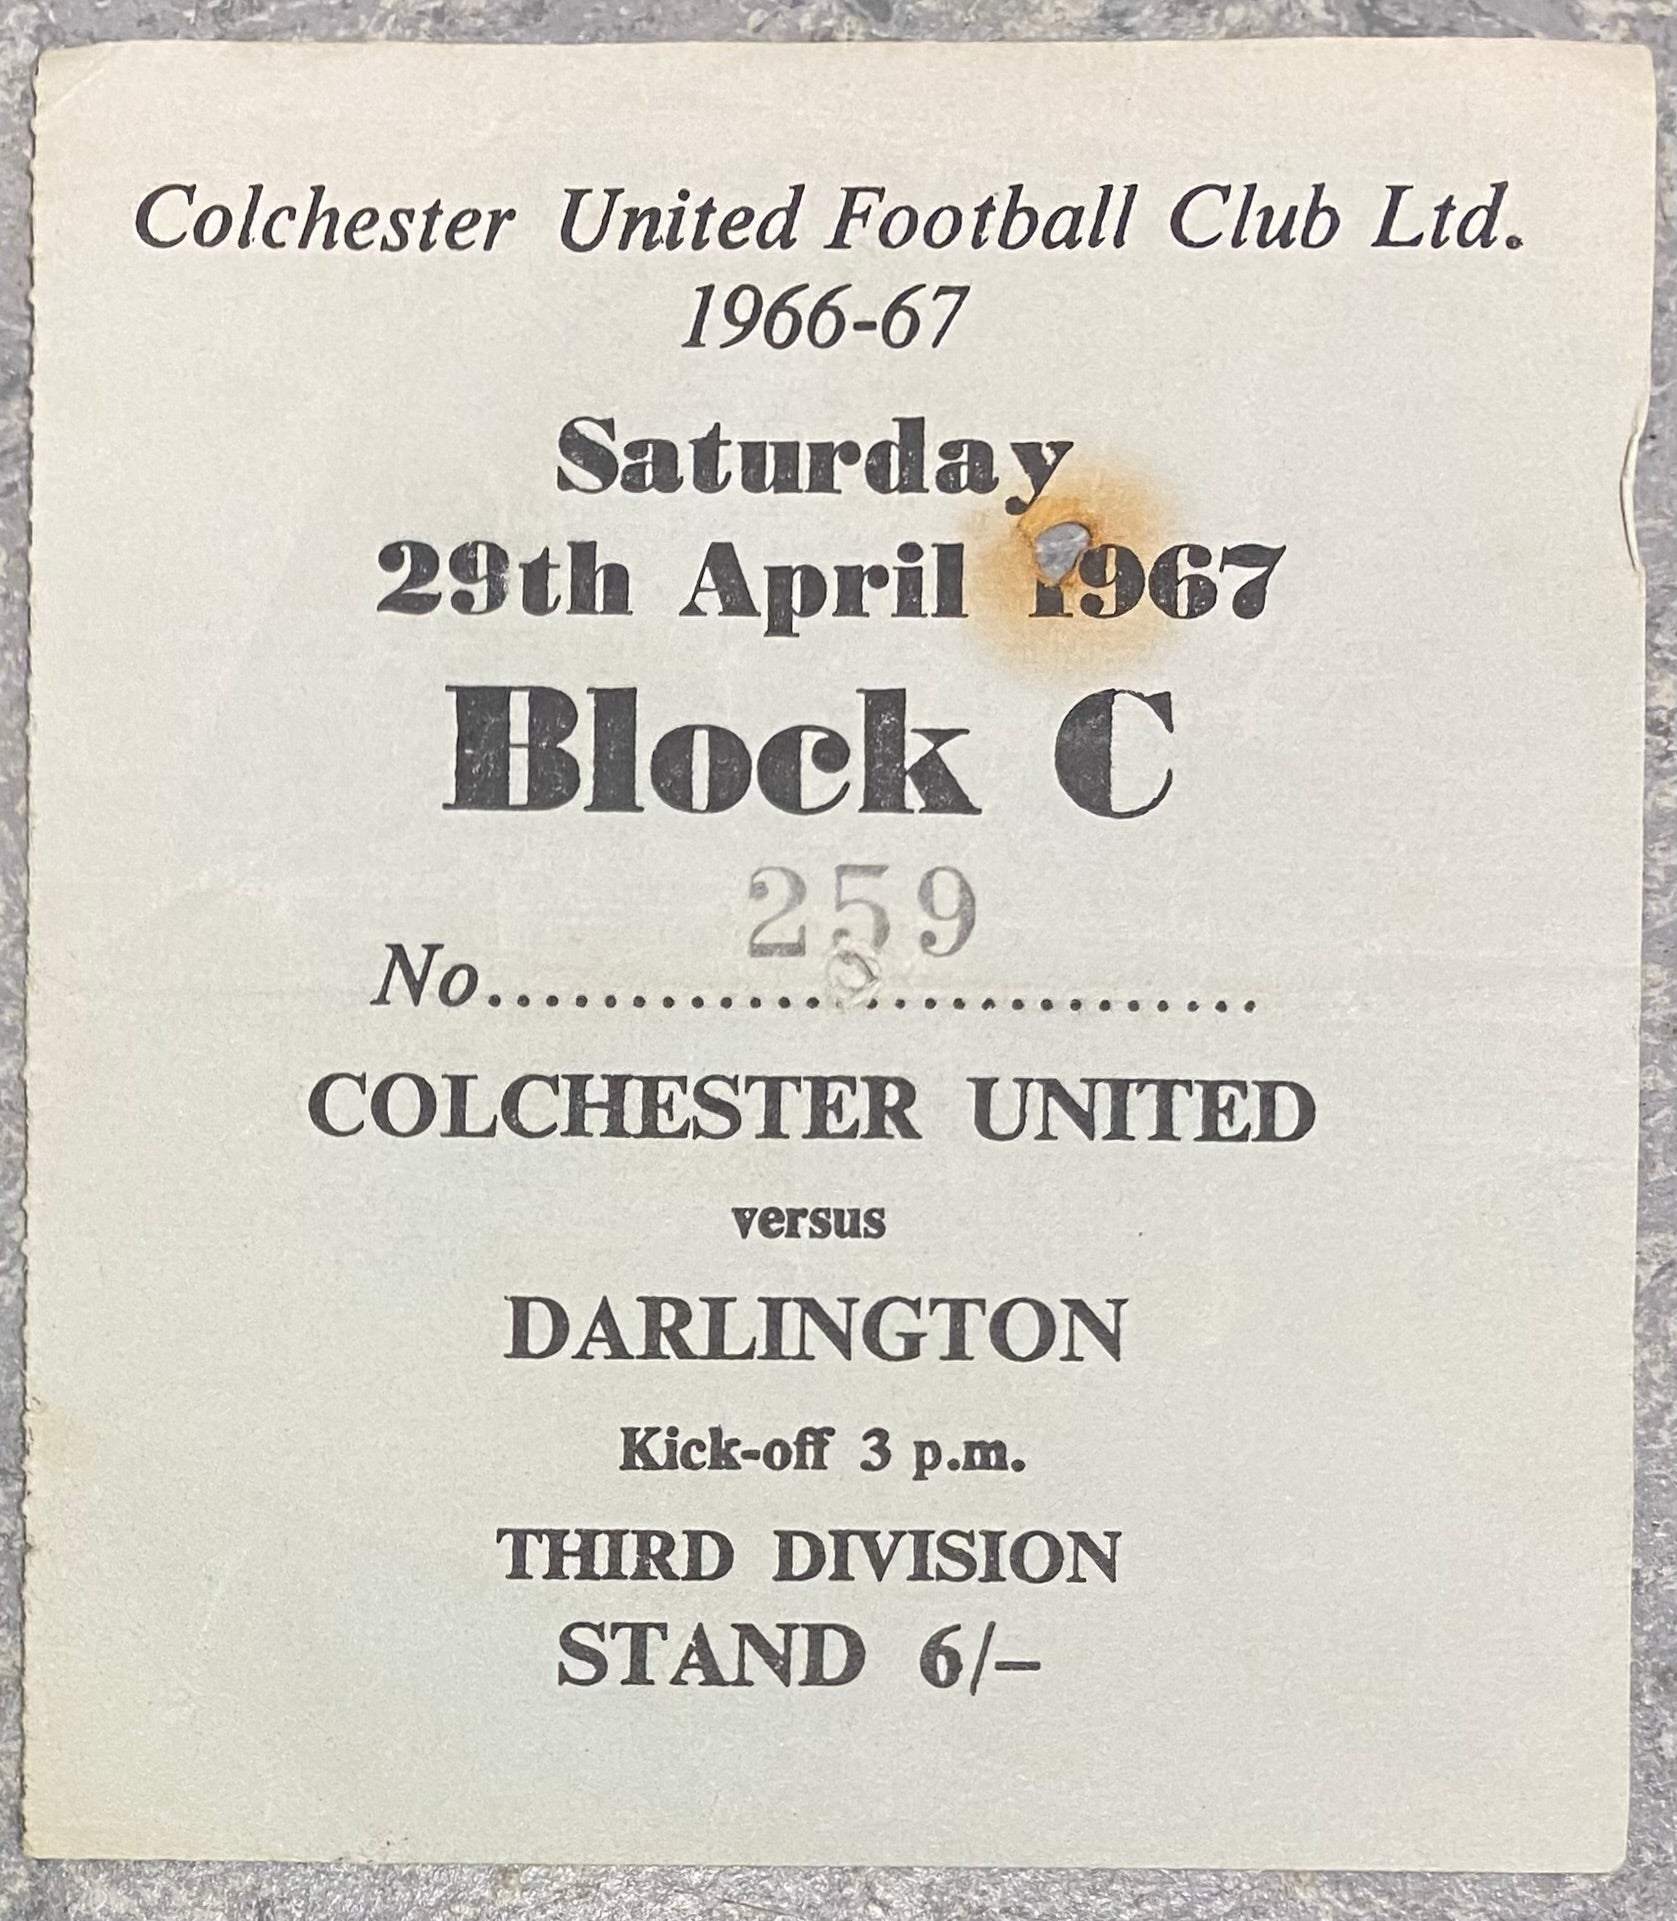 Colchester United Football Club Ltd.
1966-67
Saturday
29th April 1967
Block C
259
No........................................
COLCHESTER UNITED
versus
DARLINGTON
Kick-off 3 p.m.
THIRD DIVISION
STAND 6/–